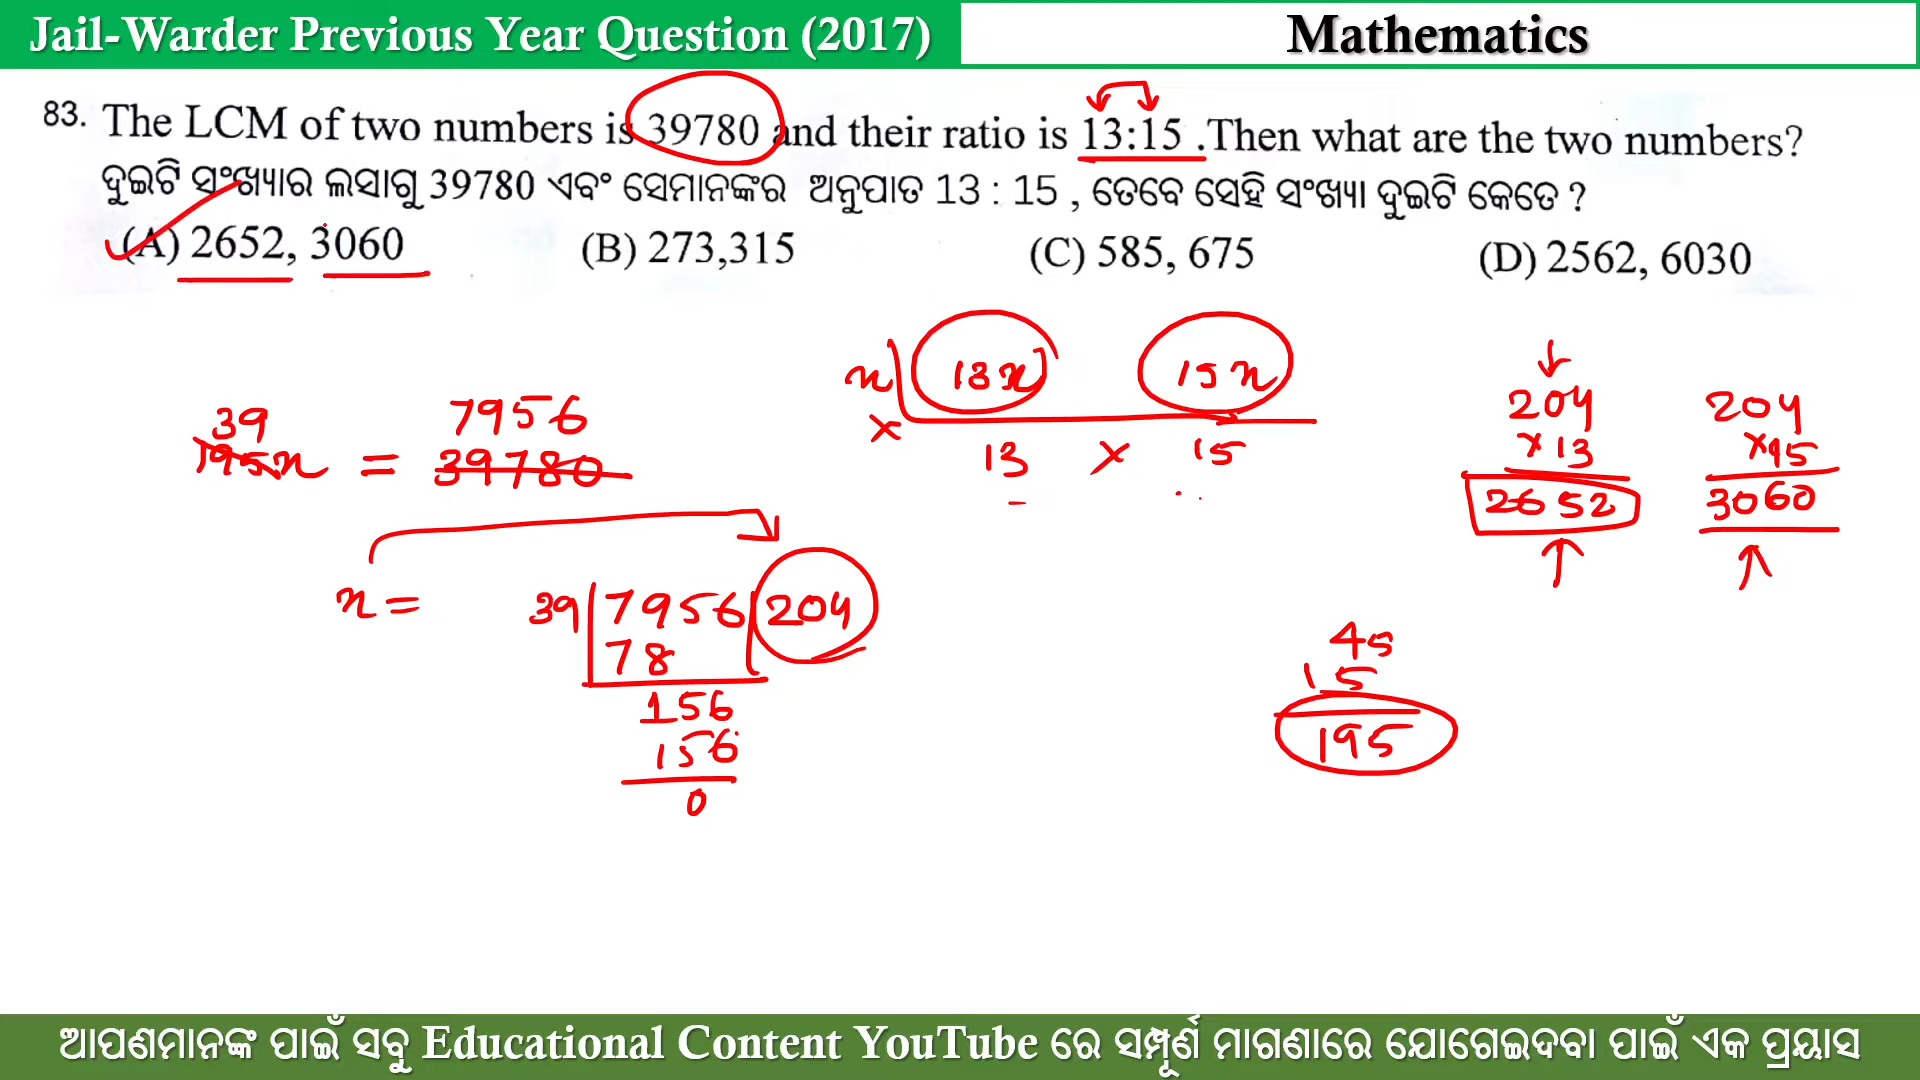 Jail-Warder Previous Year Question (2017)
Mathematics
83. The LCM of two numbers is 39780 and their ratio is 13:15 .Then what are the two numbers?
ଦୁଇଟି ସଂଖ୍ୟାର ଲସାଗୁ 39780 ଏବଂ ସେମାନଙ୍କର ଅନୁପାତ 13 : 15 , ତେବେ ସେହି ସଂଖ୍ୟା ଦୁଇଟି କେତେ ?
(A) 2652, 3060 (B) 273,315 (C) 585, 675 (D) 2562, 6030
x 13x 15x
× 13 × 15
39 7956
195x = 39780
x =
39 7956 204
78
156
156
0
204
×13
2652
204
×15
3060
45
15
195
ଆପଣମାନଙ୍କ ପାଇଁ ସବୁ Educational Content YouTube ରେ ସମ୍ପୂର୍ଣ ମାଗଣାରେ ଯୋଗେଇଦବା ପାଇଁ ଏକ ପ୍ରୟାସ